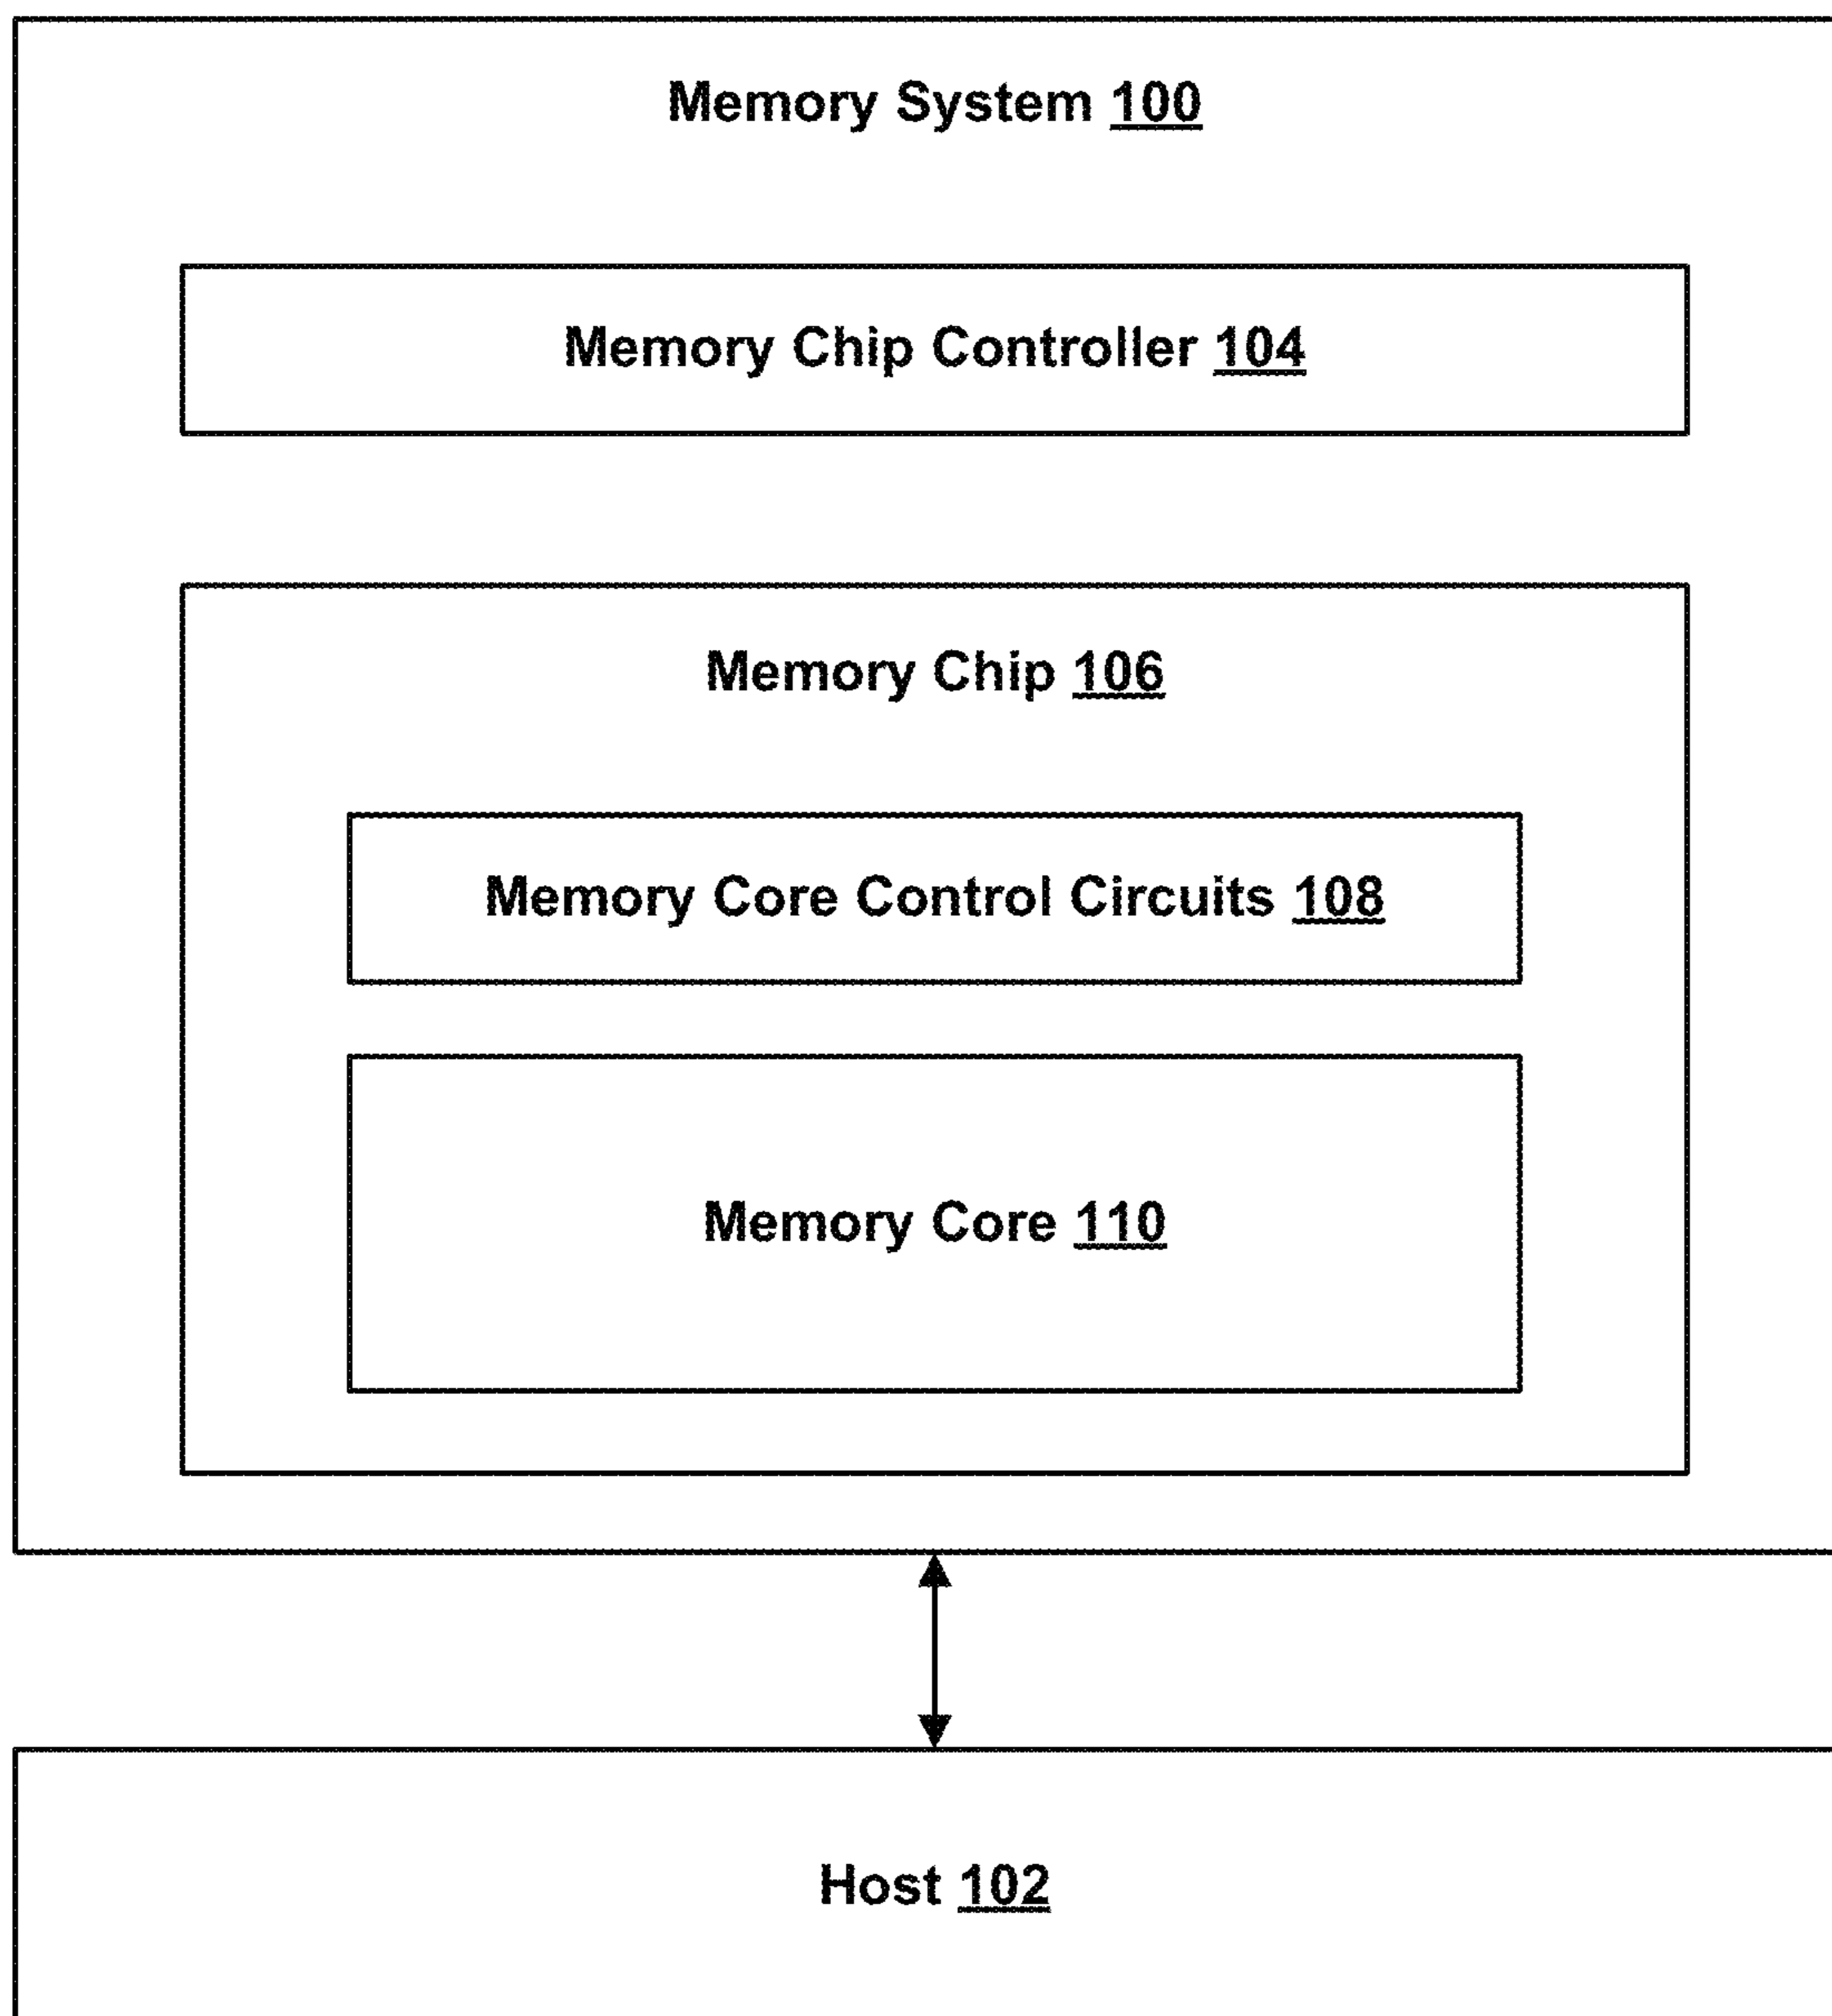 Memory System 100
Memory Chip Controller 104
Memory Chip 106
Memory Core Control Circuits 108
Memory Core 110
Host 102